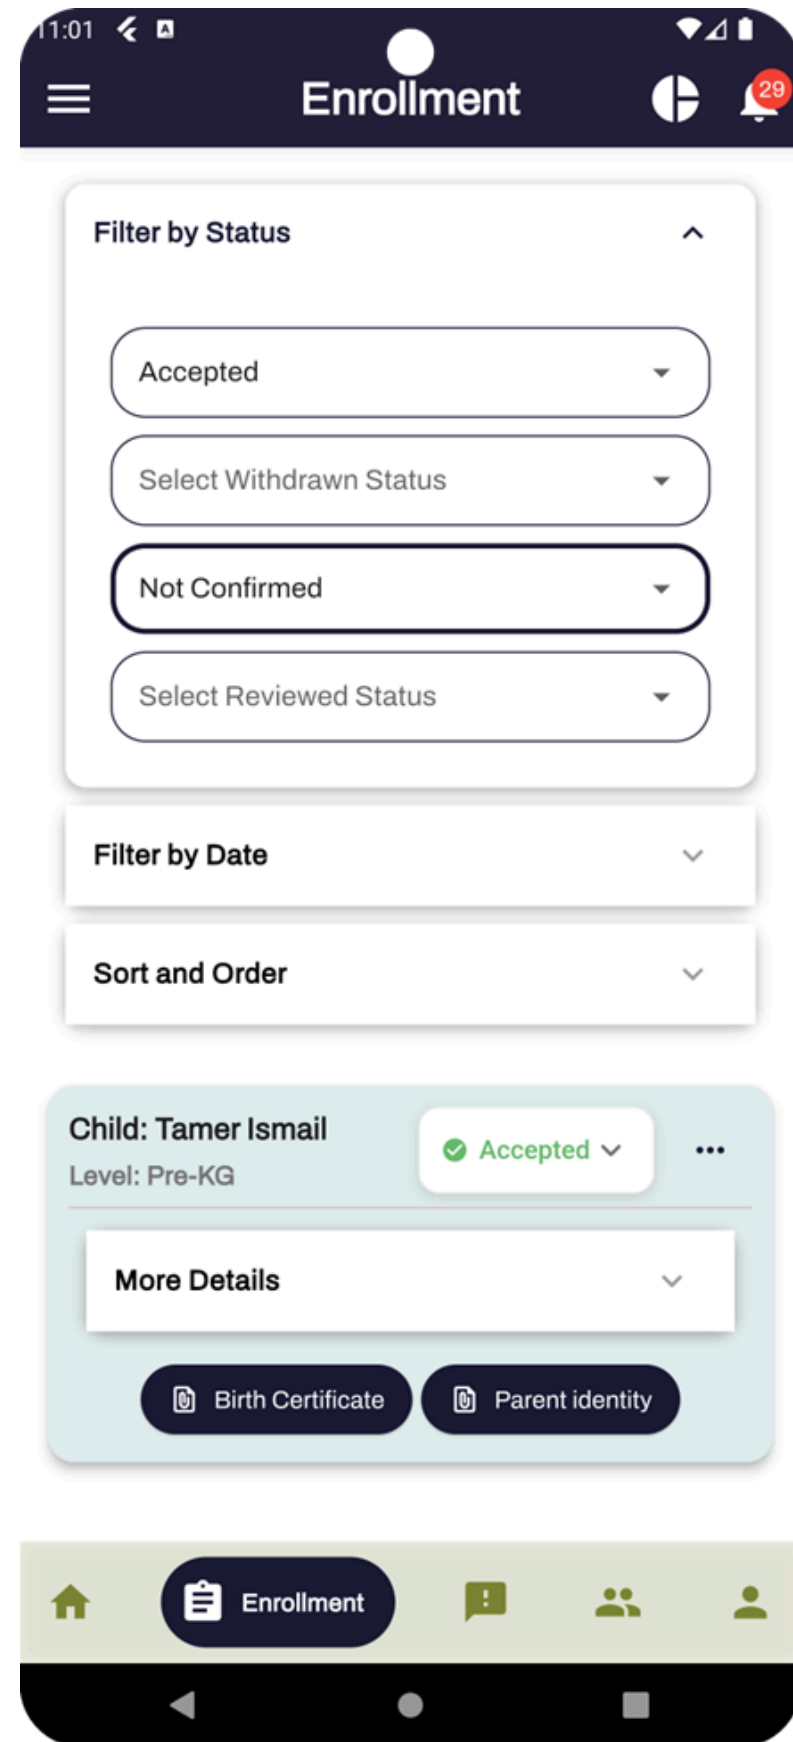 11:01
Enrollment
29
Filter by Status
Accepted
Select Withdrawn Status
Not Confirmed
Select Reviewed Status
Filter by Date
Sort and Order
Child: Tamer Ismail
Accepted
Level: Pre-KG
More Details
Birth Certificate
Parent identity
Enrollment